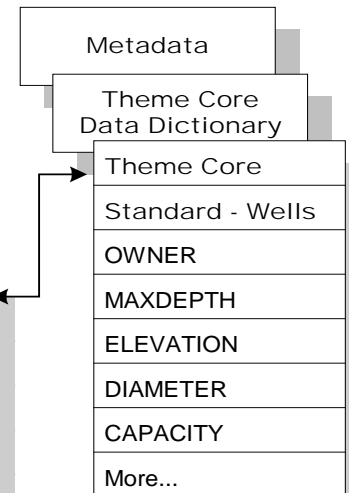 Metadata
Theme Core
Data Dictionary
Theme Core
Standard - Wells
OWNER
MAXDEPTH
ELEVATION
DIAMETER
CAPACITY
More...